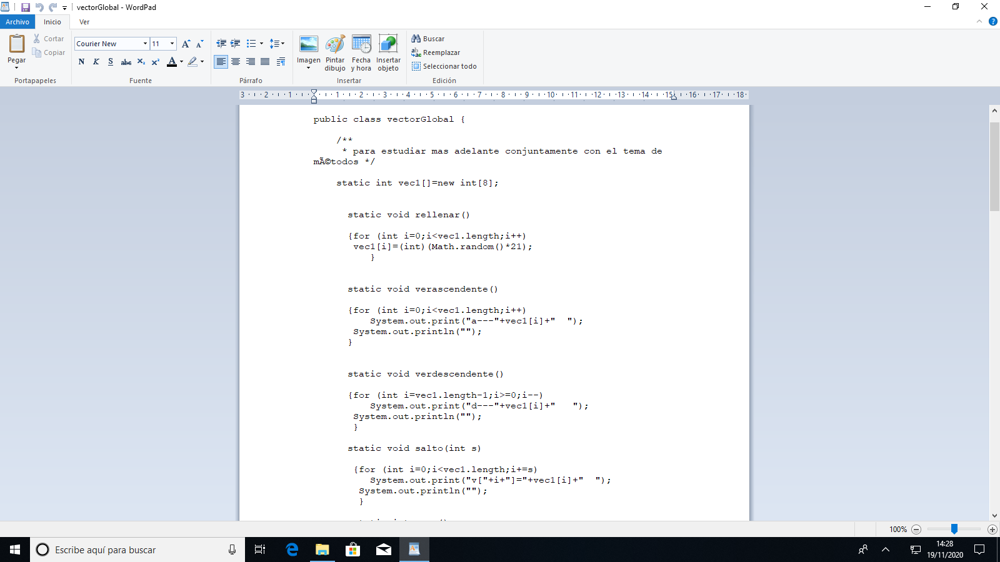 vectorGlobal - WordPad
Archivo Inicio Ver
Pegar
Cortar
Copiar
Portapapeles
Courier New 11
N K S abc X₂ X² A
Fuente
Párrafo
Imagen
Pintar dibujo
Fecha y hora
Insertar objeto
Insertar
Buscar
Reemplazar
Seleccionar todo
Edición
3 2 1 1 2 3 4 5 6 7 8 9 10 11 12 13 14 15 16 17 18
public class vectorGlobal {
/**
* para estudiar mas adelante conjuntamente con el tema de
mÃ©todos */
static int vec1[]=new int[8];
static void rellenar()
{for (int i=0;i<vec1.length;i++)
vec1[i]=(int)(Math.random()*21);
}
static void verascendente()
{for (int i=0;i<vec1.length;i++)
System.out.print("a---"+vec1[i]+"  ");
System.out.println("");
}
static void verdescendente()
{for (int i=vec1.length-1;i>=0;i--)
System.out.print("d---"+vec1[i]+"   ");
System.out.println("");
}
static void salto(int s)
{for (int i=0;i<vec1.length;i+=s)
System.out.print("v["+i+"]="+vec1[i]+"  ");
System.out.println("");
}
100%
Escribe aquí para buscar
14:28
19/11/2020